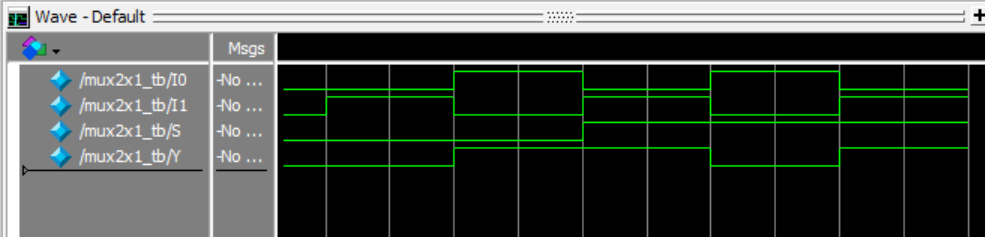 Wave - Default
Msgs
/mux2x1_tb/I0 -No ...
/mux2x1_tb/I1 -No ...
/mux2x1_tb/S -No ...
/mux2x1_tb/Y -No ...